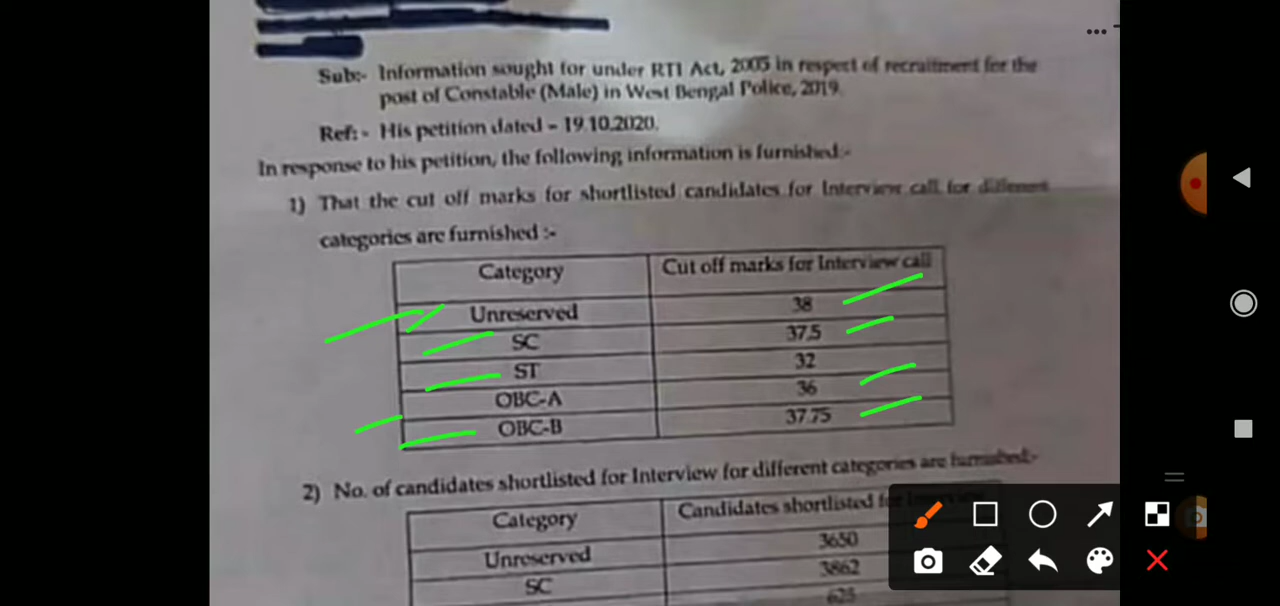 Sub:- Information sought for under RTI Act, 2005 in respect of recruitment for the
post of Constable (Male) in West Bengal Police, 2019.
Ref: - His petition dated – 19.10.2020.
In response to his petition, the following information is furnished:-
1) That the cut off marks for shortlisted candidates for Interview call for different
categories are furnished :-
Category Cut off marks for Interview call
Unreserved 38
SC 37.5
ST 32
OBC-A 36
OBC-B 37.75
2) No. of candidates shortlisted for Interview for different categories are furnished:-
Category Candidates shortlisted for
Unreserved 3650
SC 3862
625